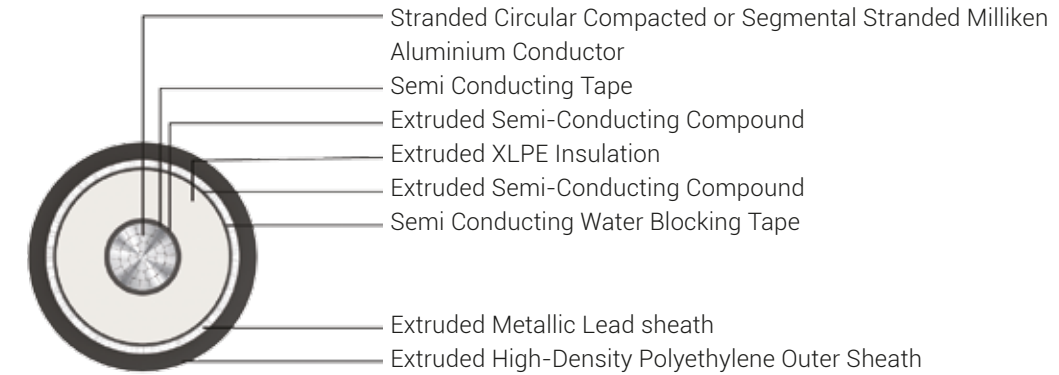 Stranded Circular Compacted or Segmental Stranded Milliken
Aluminium Conductor
Semi Conducting Tape
Extruded Semi-Conducting Compound
Extruded XLPE Insulation
Extruded Semi-Conducting Compound
Semi Conducting Water Blocking Tape
Extruded Metallic Lead sheath
Extruded High-Density Polyethylene Outer Sheath